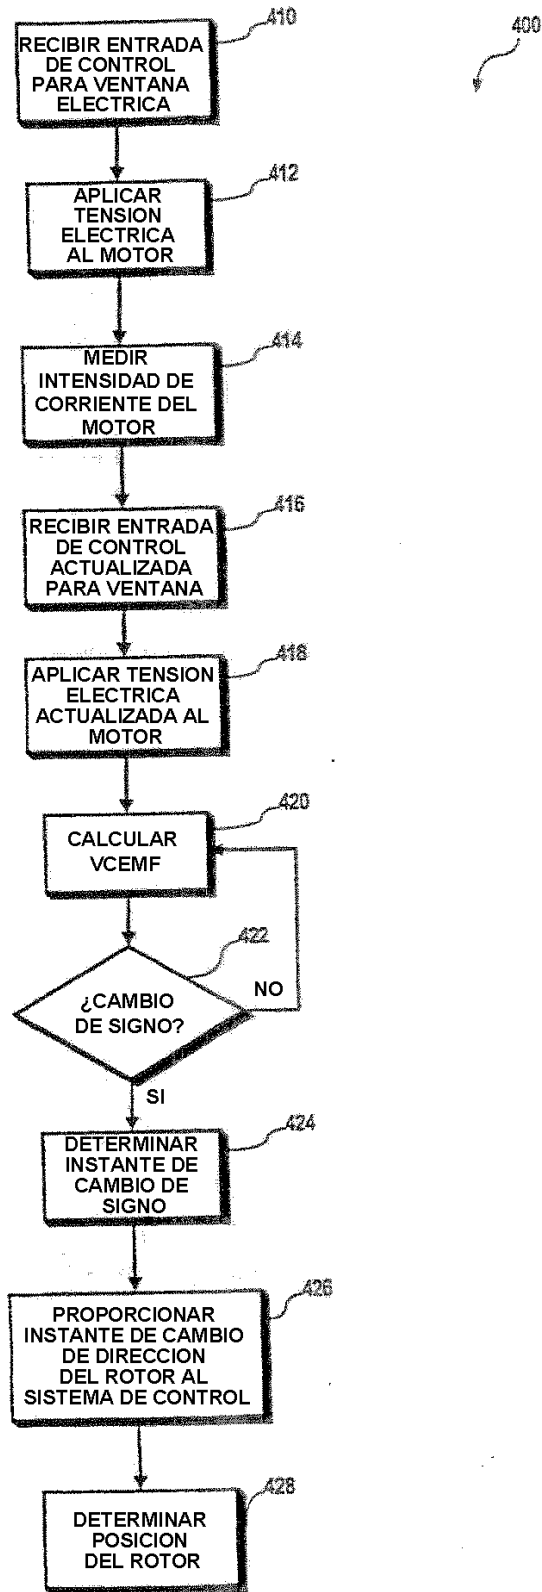 410
400
RECIBIR ENTRADA
DE CONTROL
PARA VENTANA
ELECTRICA
412
APLICAR
TENSION
ELECTRICA
AL MOTOR
414
MEDIR
INTENSIDAD DE
CORRIENTE DEL
MOTOR
416
RECIBIR ENTRADA
DE CONTROL
ACTUALIZADA
PARA VENTANA
418
APLICAR TENSION
ELECTRICA
ACTUALIZADA AL
MOTOR
420
CALCULAR
VCEMF
422
¿CAMBIO
DE SIGNO?
NO
SI
424
DETERMINAR
INSTANTE DE
CAMBIO DE
SIGNO
426
PROPORCIONAR
INSTANTE DE CAMBIO
DE DIRECCION
DEL ROTOR AL
SISTEMA DE CONTROL
428
DETERMINAR
POSICION
DEL ROTOR